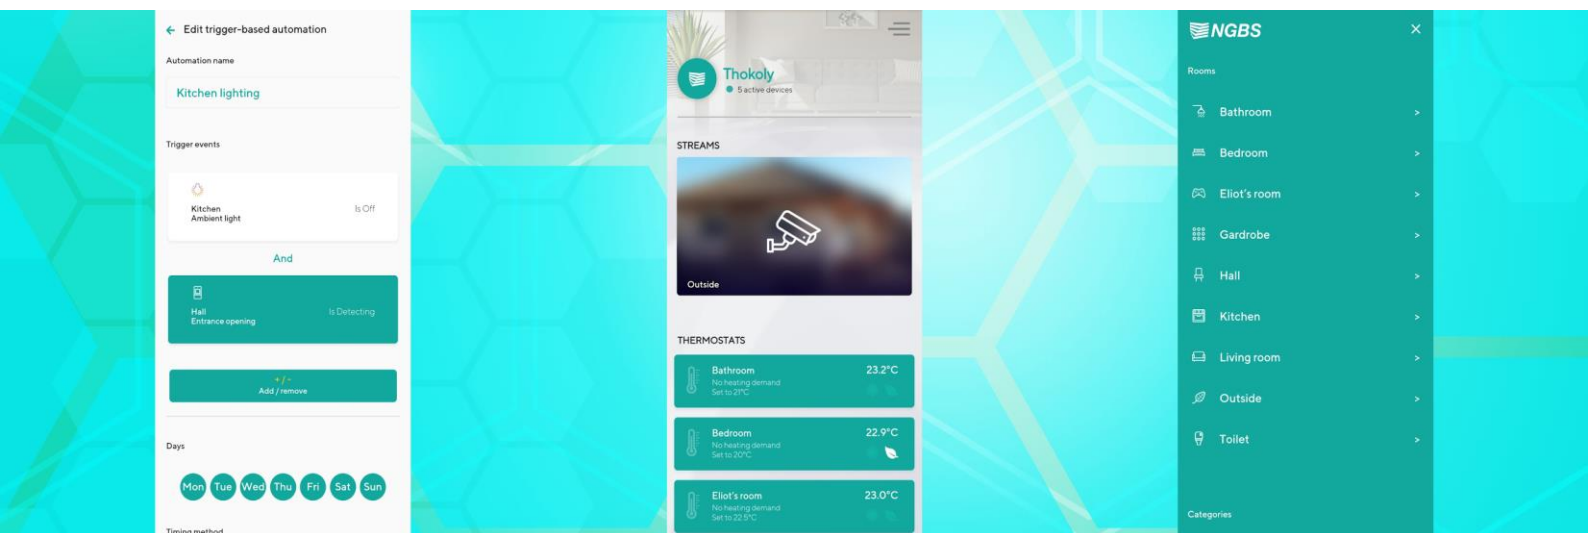 Edit trigger-based automation
Automation name
Kitchen lighting
Trigger events
Kitchen
Ambient light
Is Off
And
Hall
Entrance opening
Is Detecting
+ / -
Add / remove
Days
Mon Tue Wed Thu Fri Sat Sun
Timing method
Thokoly
5 active devices
STREAMS
Outside
THERMOSTATS
Bathroom
23.2°C
No heating demand
Set to 21°C
Bedroom
22.9°C
No heating demand
Set to 20°C
Eliot's room
23.0°C
No heating demand
Set to 22.5°C
NGBS
Rooms
Bathroom
Bedroom
Eliot's room
Gardrobe
Hall
Kitchen
Living room
Outside
Toilet
Categories